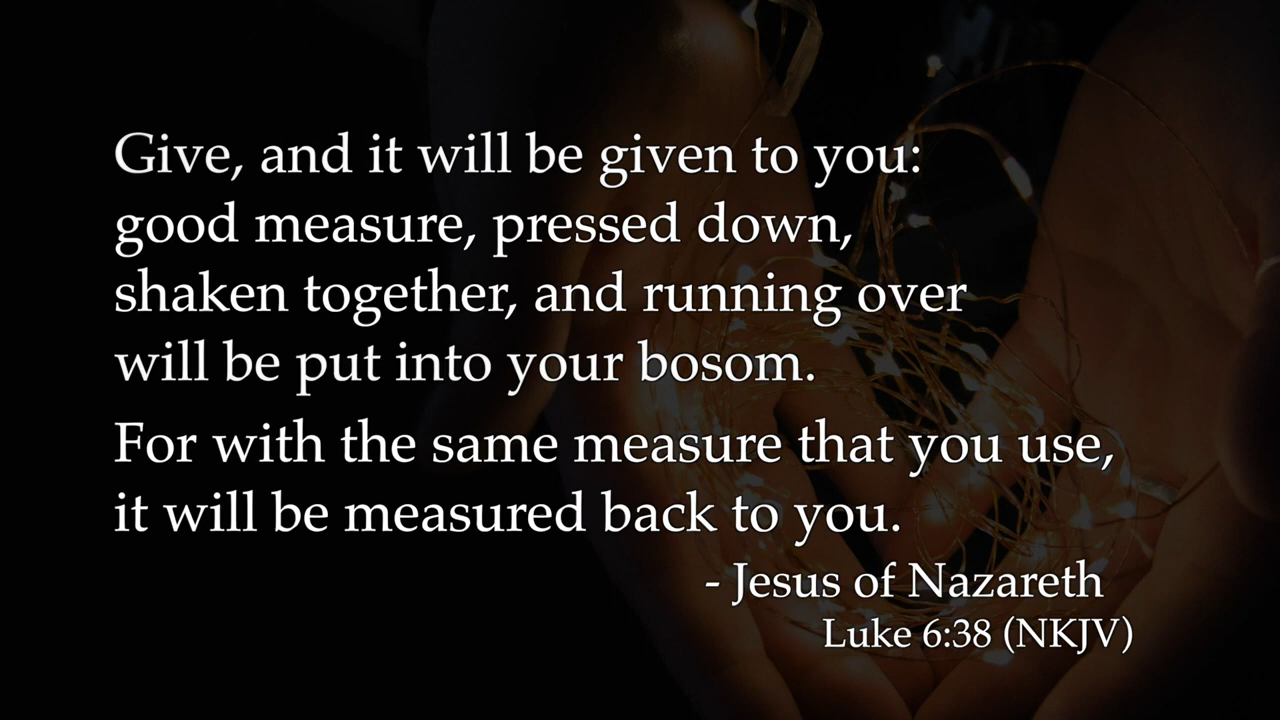 Give, and it will be given to you:
good measure, pressed down,
shaken together, and running over
will be put into your bosom.
For with the same measure that you use,
it will be measured back to you.
- Jesus of Nazareth
Luke 6:38 (NKJV)